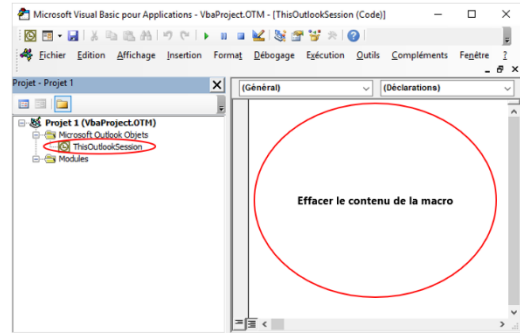 Microsoft Visual Basic pour Applications - VbaProject.OTM - [ThisOutlookSession (Code)]
Fichier Edition Affichage Insertion Format Débogage Exécution Outils Compléments Fenêtre ?
Projet - Projet 1
(Général) (Déclarations)
Projet 1 (VbaProject.OTM)
Microsoft Outlook Objets
ThisOutlookSession
Modules
Effacer le contenu de la macro